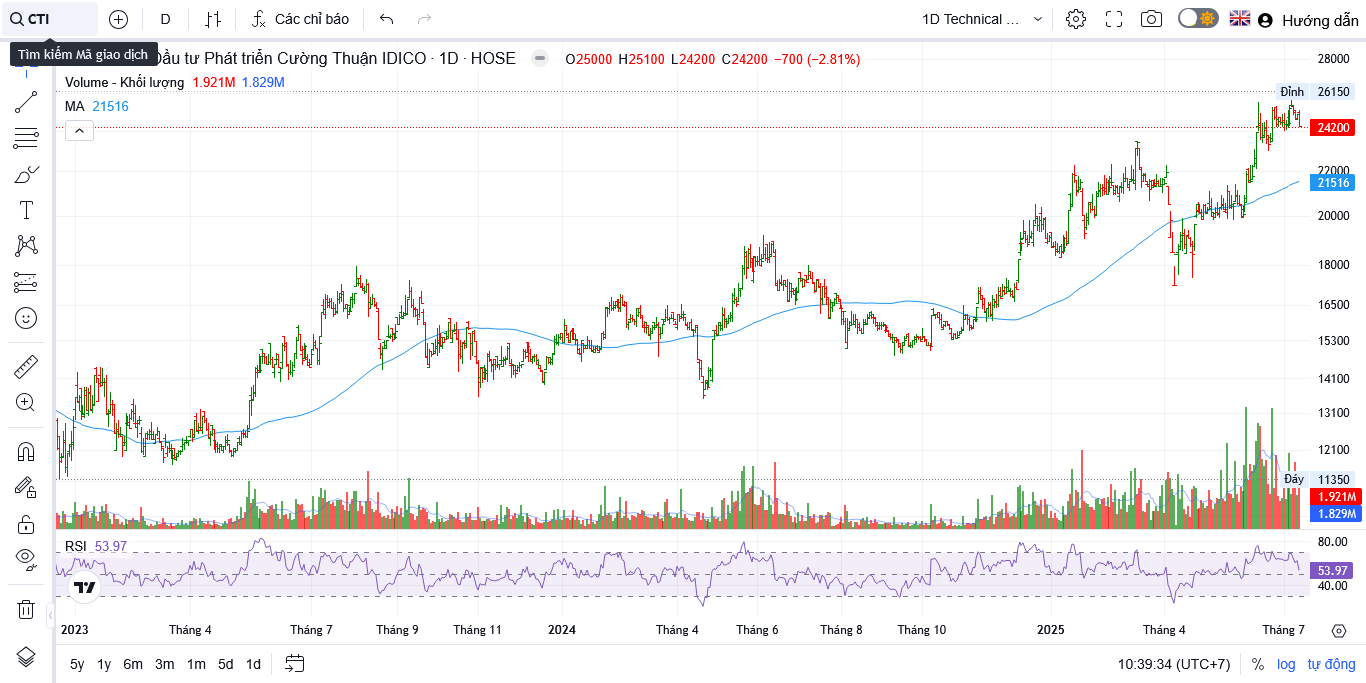 CTI D Các chỉ báo 1D Technical ... Hướng dẫn
Tìm kiếm Mã giao dịch
Đầu tư Phát triển Cường Thuận IDICO · 1D · HOSE O25000 H25100 L24200 C24200 −700 (−2.81%)
Volume - Khối lượng 1.921M 1.829M
MA 21516
28000
Đỉnh 26150
24200
22000
21516
20000
18000
16500
15300
14100
13100
12100
Đáy 11350
1.921M
1.829M
RSI 53.97
80.00
53.97
40.00
2023 Tháng 4 Tháng 7 Tháng 9 Tháng 11 2024 Tháng 4 Tháng 6 Tháng 8 Tháng 10 2025 Tháng 4 Tháng 7
5y 1y 6m 3m 1m 5d 1d 10:39:34 (UTC+7) % log tự động